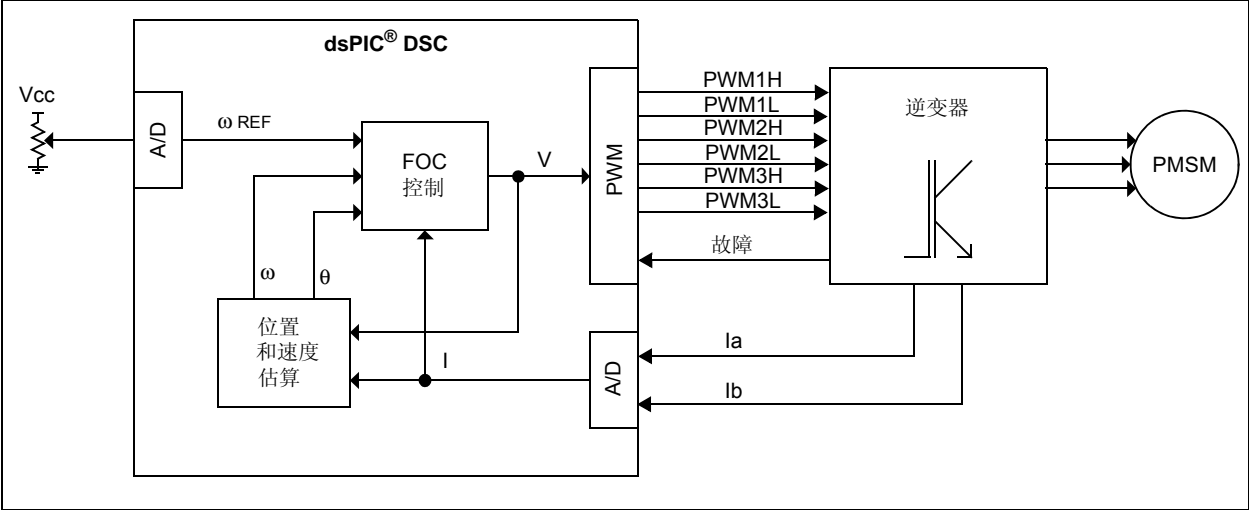 dsPIC® DSC
Vcc
A/D
ω REF
FOC
控制
V
PWM
PWM1H
PWM1L
PWM2H
PWM2L
PWM3H
PWM3L
故障
逆变器
PMSM
ω
θ
位置
和速度
估算
I
A/D
Ia
Ib